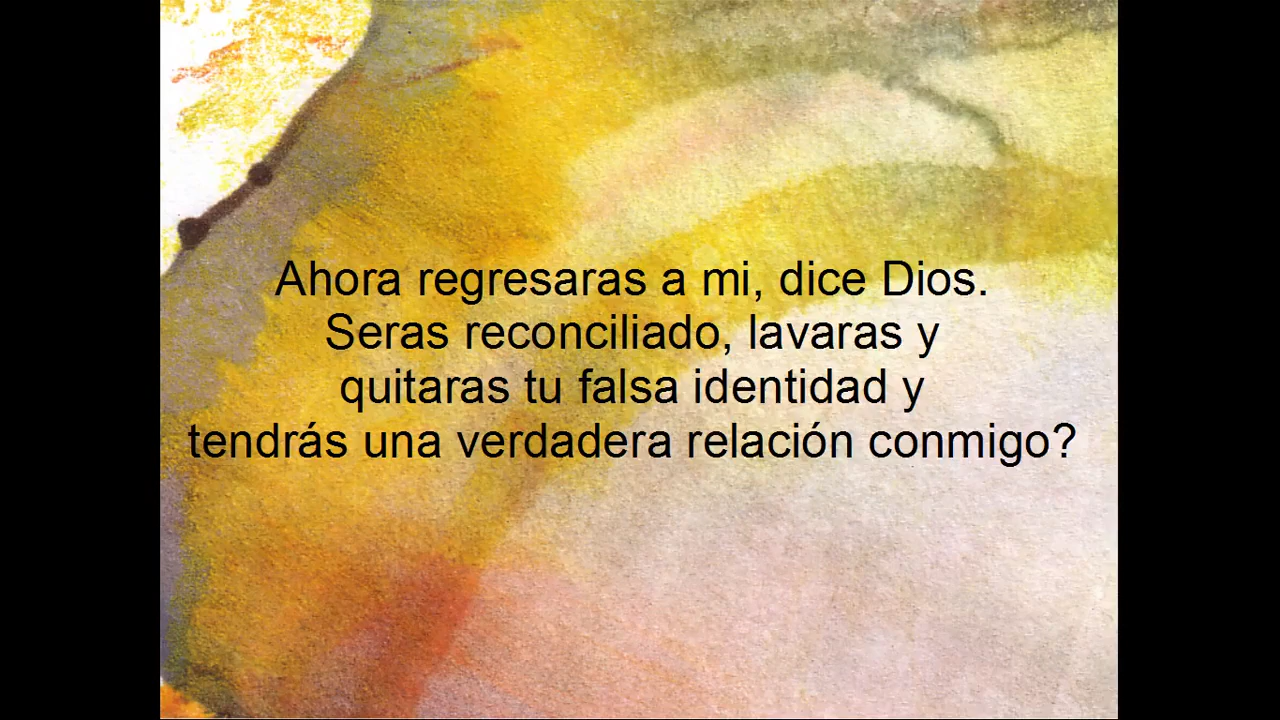 Ahora regresaras a mi, dice Dios.
Seras reconciliado, lavaras y
quitaras tu falsa identidad y
tendrás una verdadera relación conmigo?